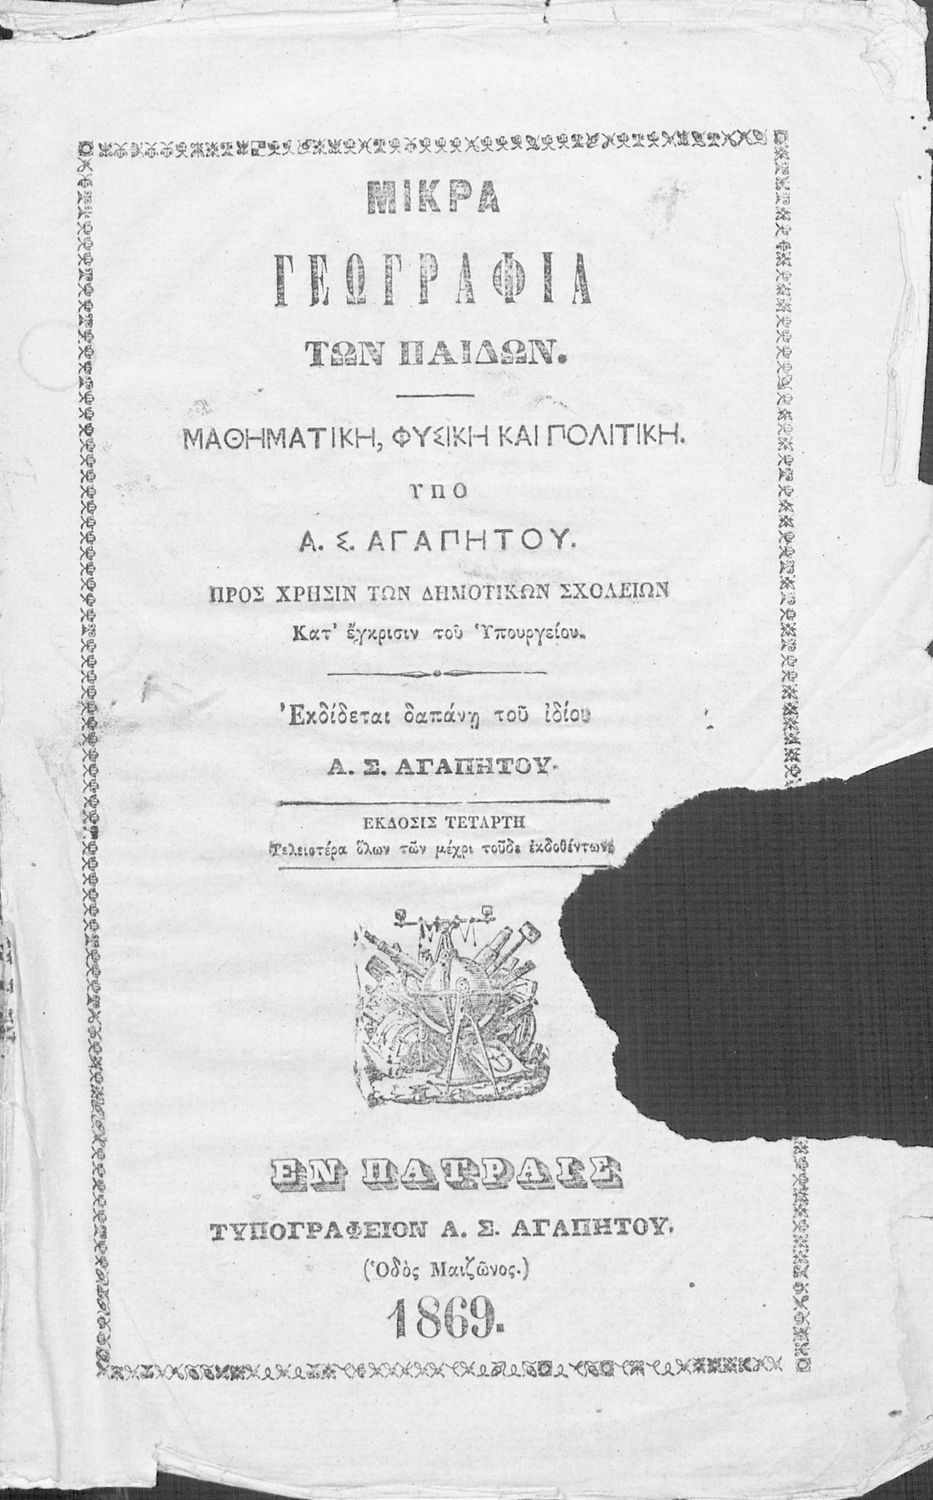 ΜΙΚΡΑ
ΓΕΩΓΡΑΦΙΑ
ΤΩΝ ΠΑΙΔΩΝ.
ΜΑΘΗΜΑΤΙΚΗ, ΦΥΣΙΚΗ ΚΑΙ ΠΟΛΙΤΙΚΗ.
ΥΠΟ
Α. Σ. ΑΓΑΠΗΤΟΥ.
ΠΡΟΣ ΧΡΗΣΙΝ ΤΩΝ ΔΗΜΟΤΙΚΩΝ ΣΧΟΛΕΙΩΝ
Κατ' ἔγκρισιν τοῦ Ὑπουργείου.
Ἐκδίδεται δαπάνῃ τοῦ ἰδίου
Α. Σ. ΑΓΑΠΗΤΟΥ.
ΕΚΔΟΣΙΣ ΤΕΤΑΡΤΗ
Τελειοτέρα ὅλων τῶν μέχρι τοῦδε ἐκδοθέντων
ΕΝ ΠΑΤΡΑΙΣ
ΤΥΠΟΓΡΑΦΕΙΟΝ Α. Σ. ΑΓΑΠΗΤΟΥ.
(Ὁδὸς Μαιζῶνος.)
1869.